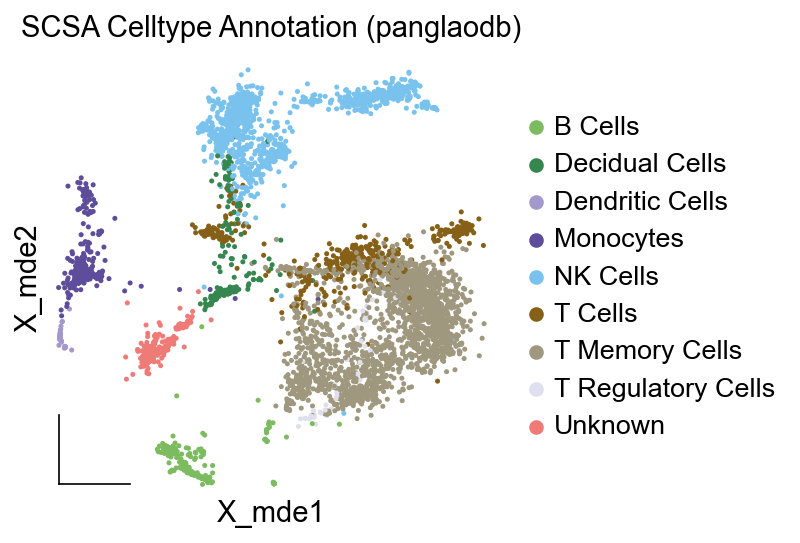 SCSA Celltype Annotation (panglaodb)
B Cells
Decidual Cells
Dendritic Cells
Monocytes
NK Cells
T Cells
T Memory Cells
T Regulatory Cells
Unknown
X_mde2
X_mde1